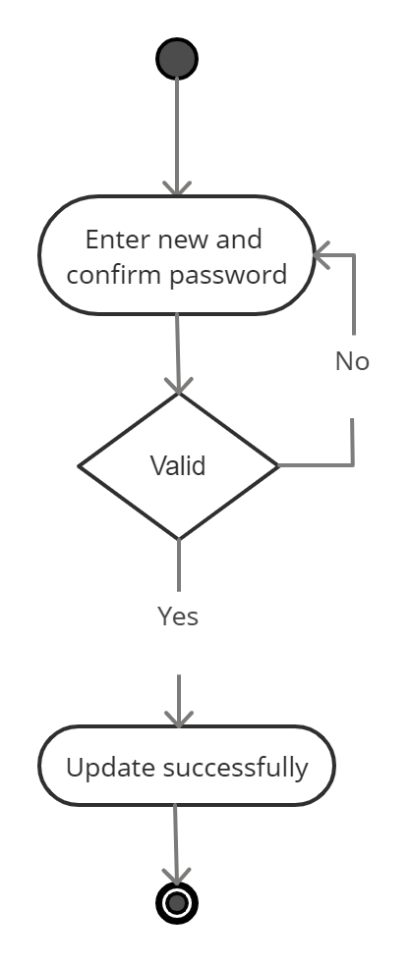 Enter new and
confirm password
No
Valid
Yes
Update successfully